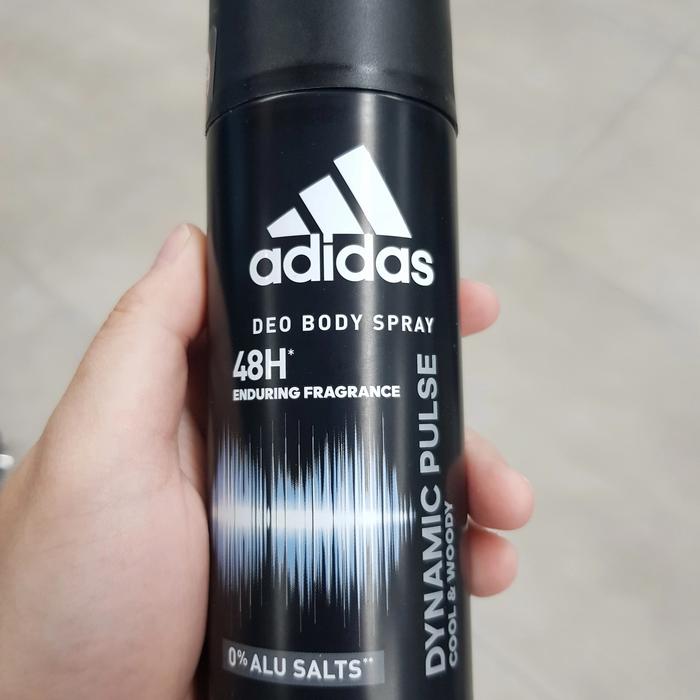 adidas
DEO BODY SPRAY
48H*
ENDURING FRAGRANCE
DYNAMIC PULSE
COOL & WOODY
0% ALU SALTS**